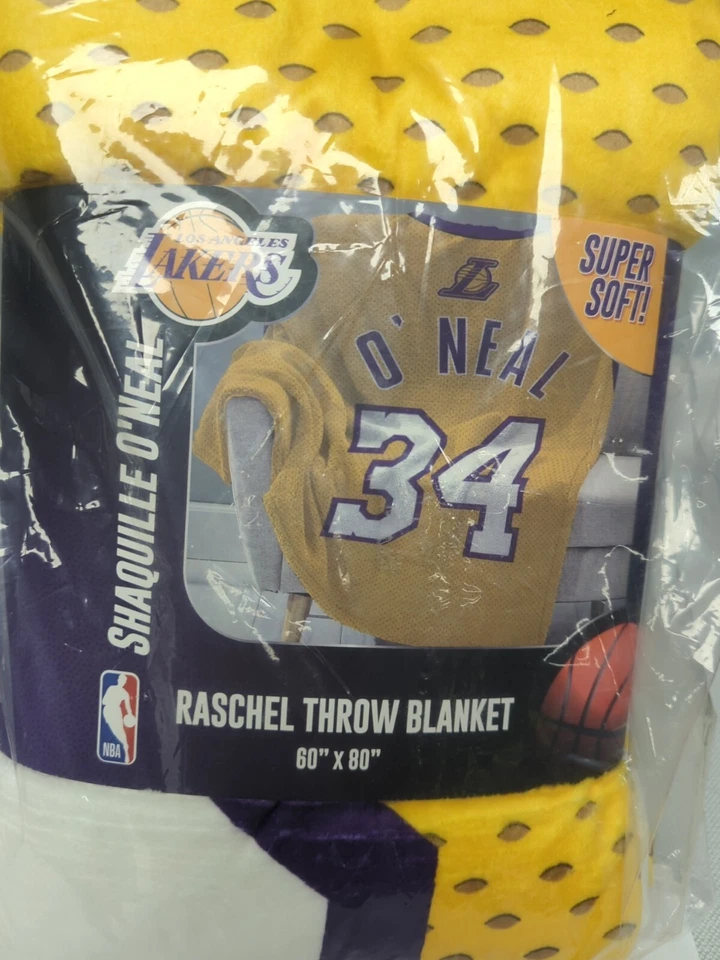 LOS ANGELES
LAKERS
SUPER
SOFT!
O'NEAL
34
SHAQUILLE O'NEAL
NBA
RASCHEL THROW BLANKET
60” X 80”